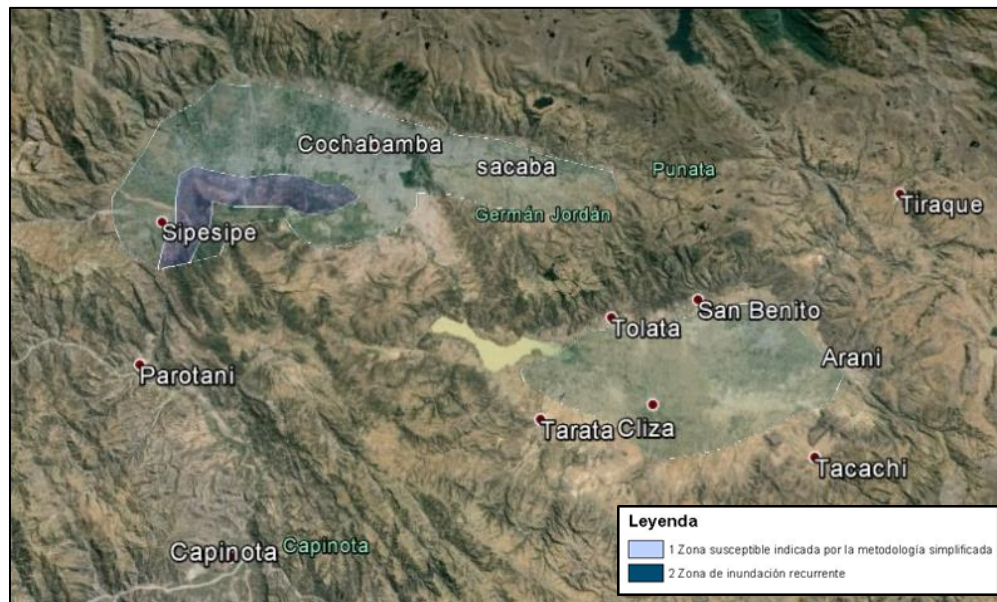 Cochabamba
sacaba
Punata
Tiraque
Germán Jordán
Sipesipe
San Benito
Tolata
Arani
Parotani
Tarata
Cliza
Tacachi
Capinota
Capinota
Leyenda
1 Zona susceptible indicada por la metodología simplificada
2 Zona de inundación recurrente